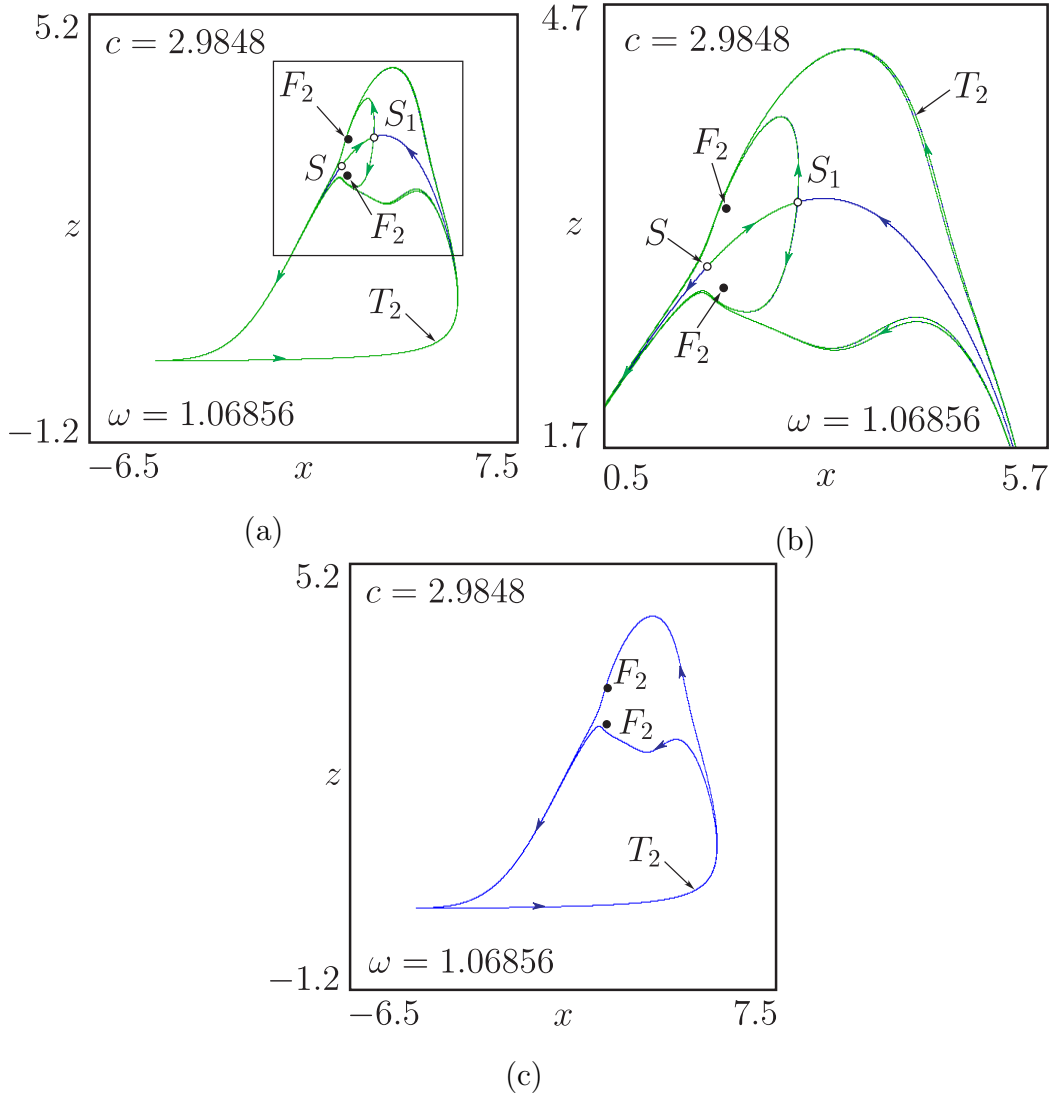 5.2
c = 2.9848
F₂
S₁
S
F₂
z
T₂
ω = 1.06856
−1.2
−6.5
x
7.5
(a)
4.7
c = 2.9848
T₂
F₂
S₁
S
z
F₂
ω = 1.06856
1.7
0.5
x
5.7
(b)
5.2
c = 2.9848
F₂
F₂
z
T₂
ω = 1.06856
−1.2
−6.5
x
7.5
(c)